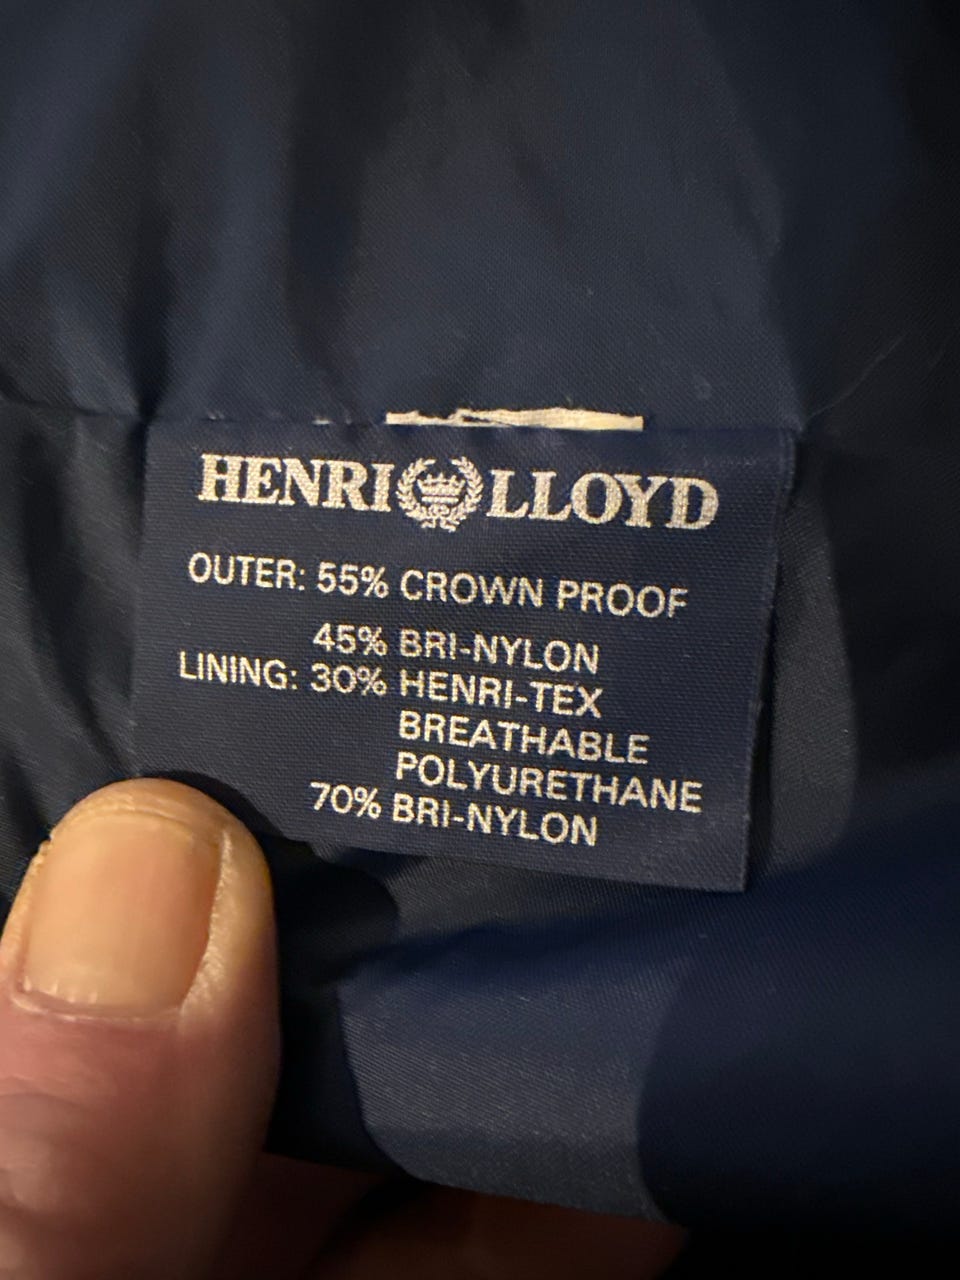 HENRI LLOYD
OUTER: 55% CROWN PROOF
45% BRI-NYLON
LINING: 30% HENRI-TEX
BREATHABLE
POLYURETHANE
70% BRI-NYLON